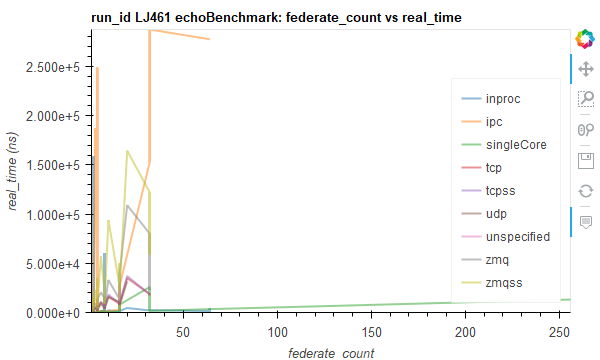 run_id LJ461 echoBenchmark: federate_count vs real_time
real_time (ns)
2.500e+5
2.000e+5
1.500e+5
1.000e+5
5.000e+4
0.000e+0
50
100
150
200
250
federate_count
inproc
ipc
singleCore
tcp
tcpss
udp
unspecified
zmq
zmqss